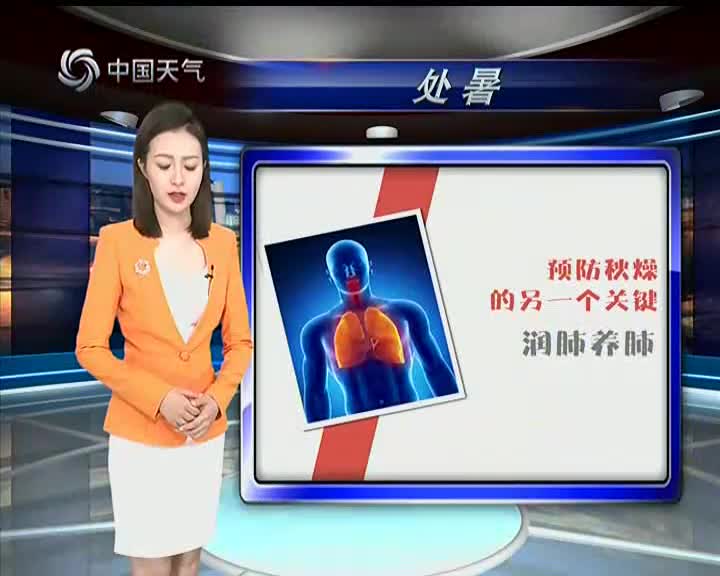 中国天气
处暑
预防秋燥
的另一个关键
润肺养肺